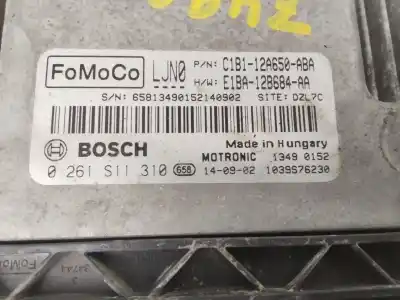 FoMoCo LJN0 P/N: C1B1-12A650-ABA
H/W: E1BA-12B684-AA
S/N: 65813490152140902 SITE: DZL7C
BOSCH Made in Hungary
MOTRONIC 1349 0152
0 261 S11 310 658 14-09-02 1039S76230